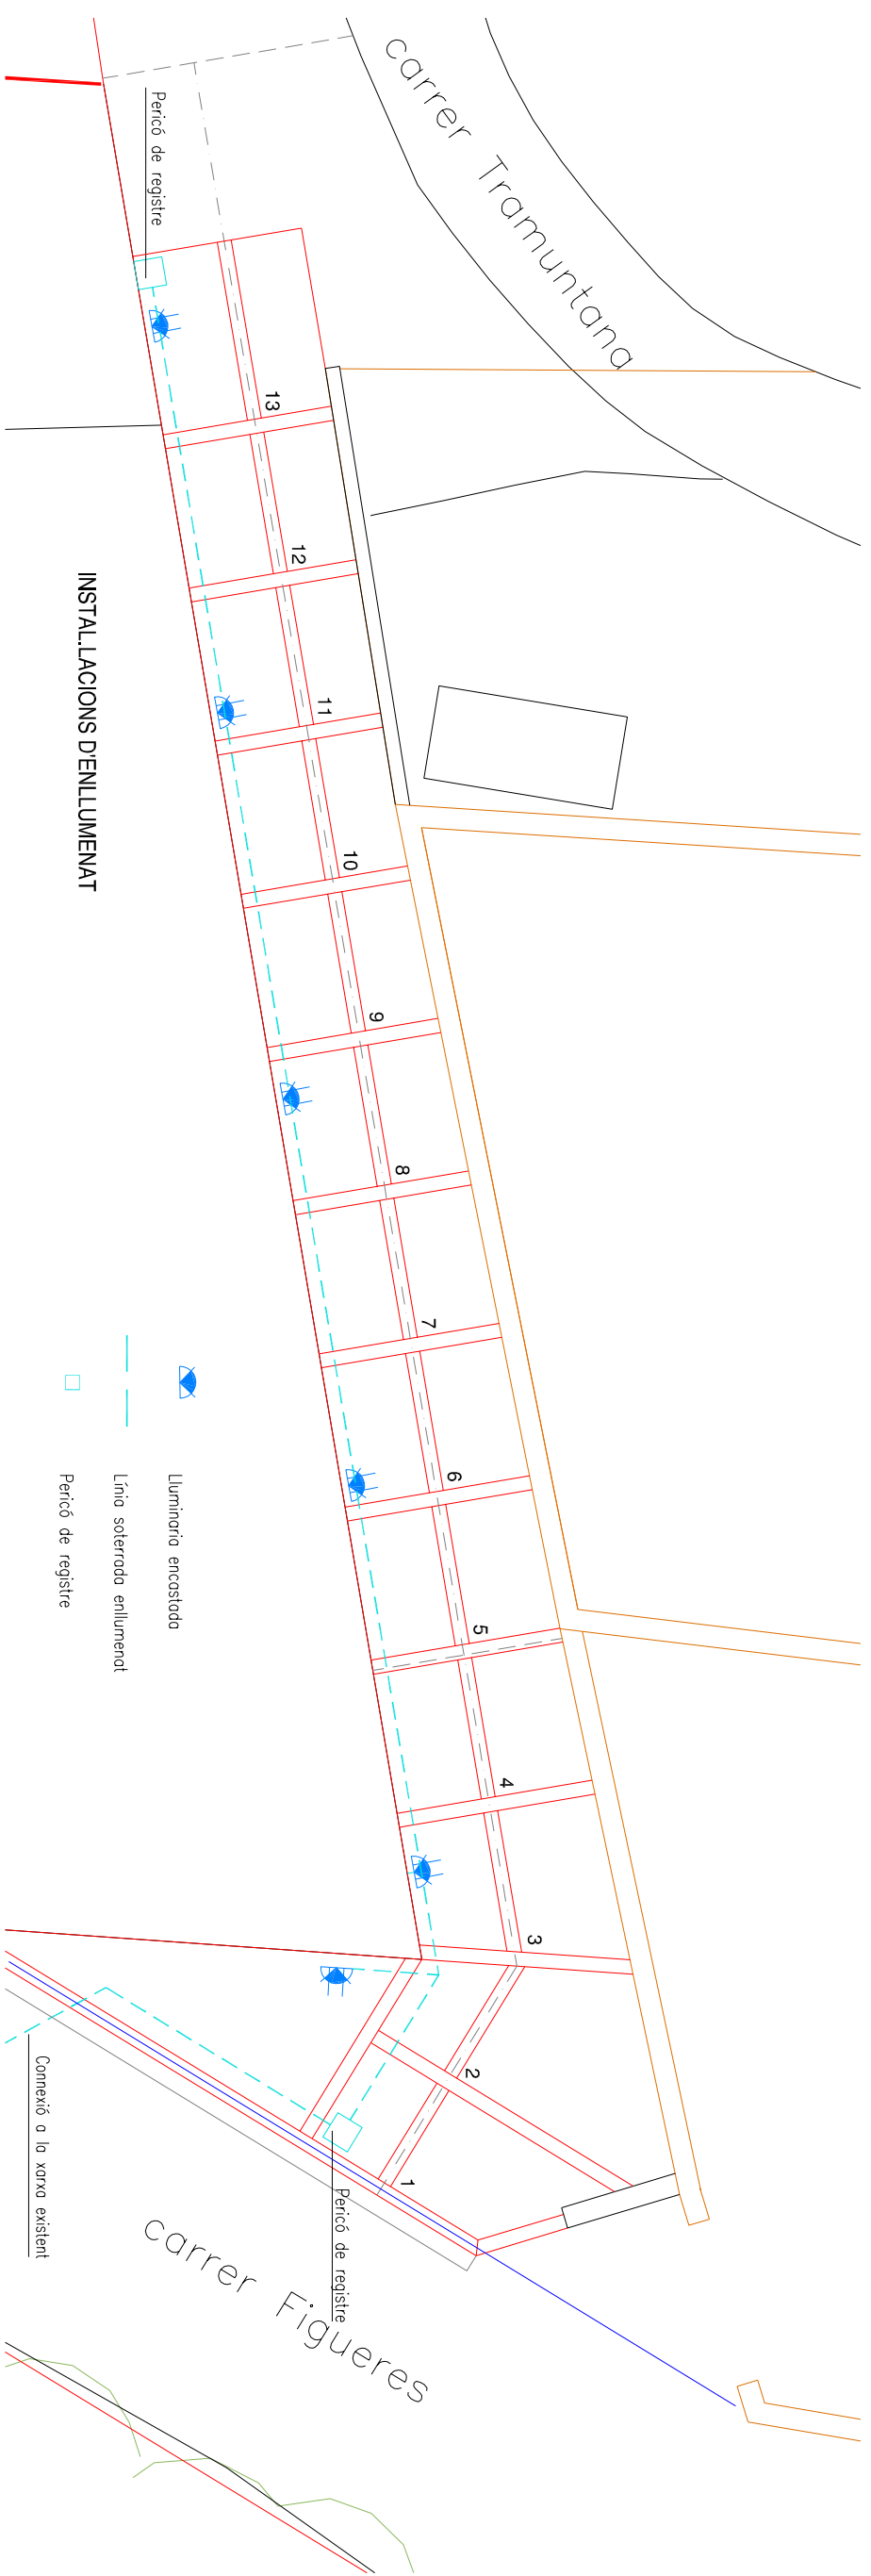 carrer Tramuntana
Pericó de registre
13
12
11
10
9
8
7
6
5
4
3
2
1
INSTAL.LACIONS D'ENLLUMENAT
Lluminaria encastada
Línia soterrada enllumenat
Pericó de registre
Pericó de registre
Connexió a la xarxa existent
carrer Figueres